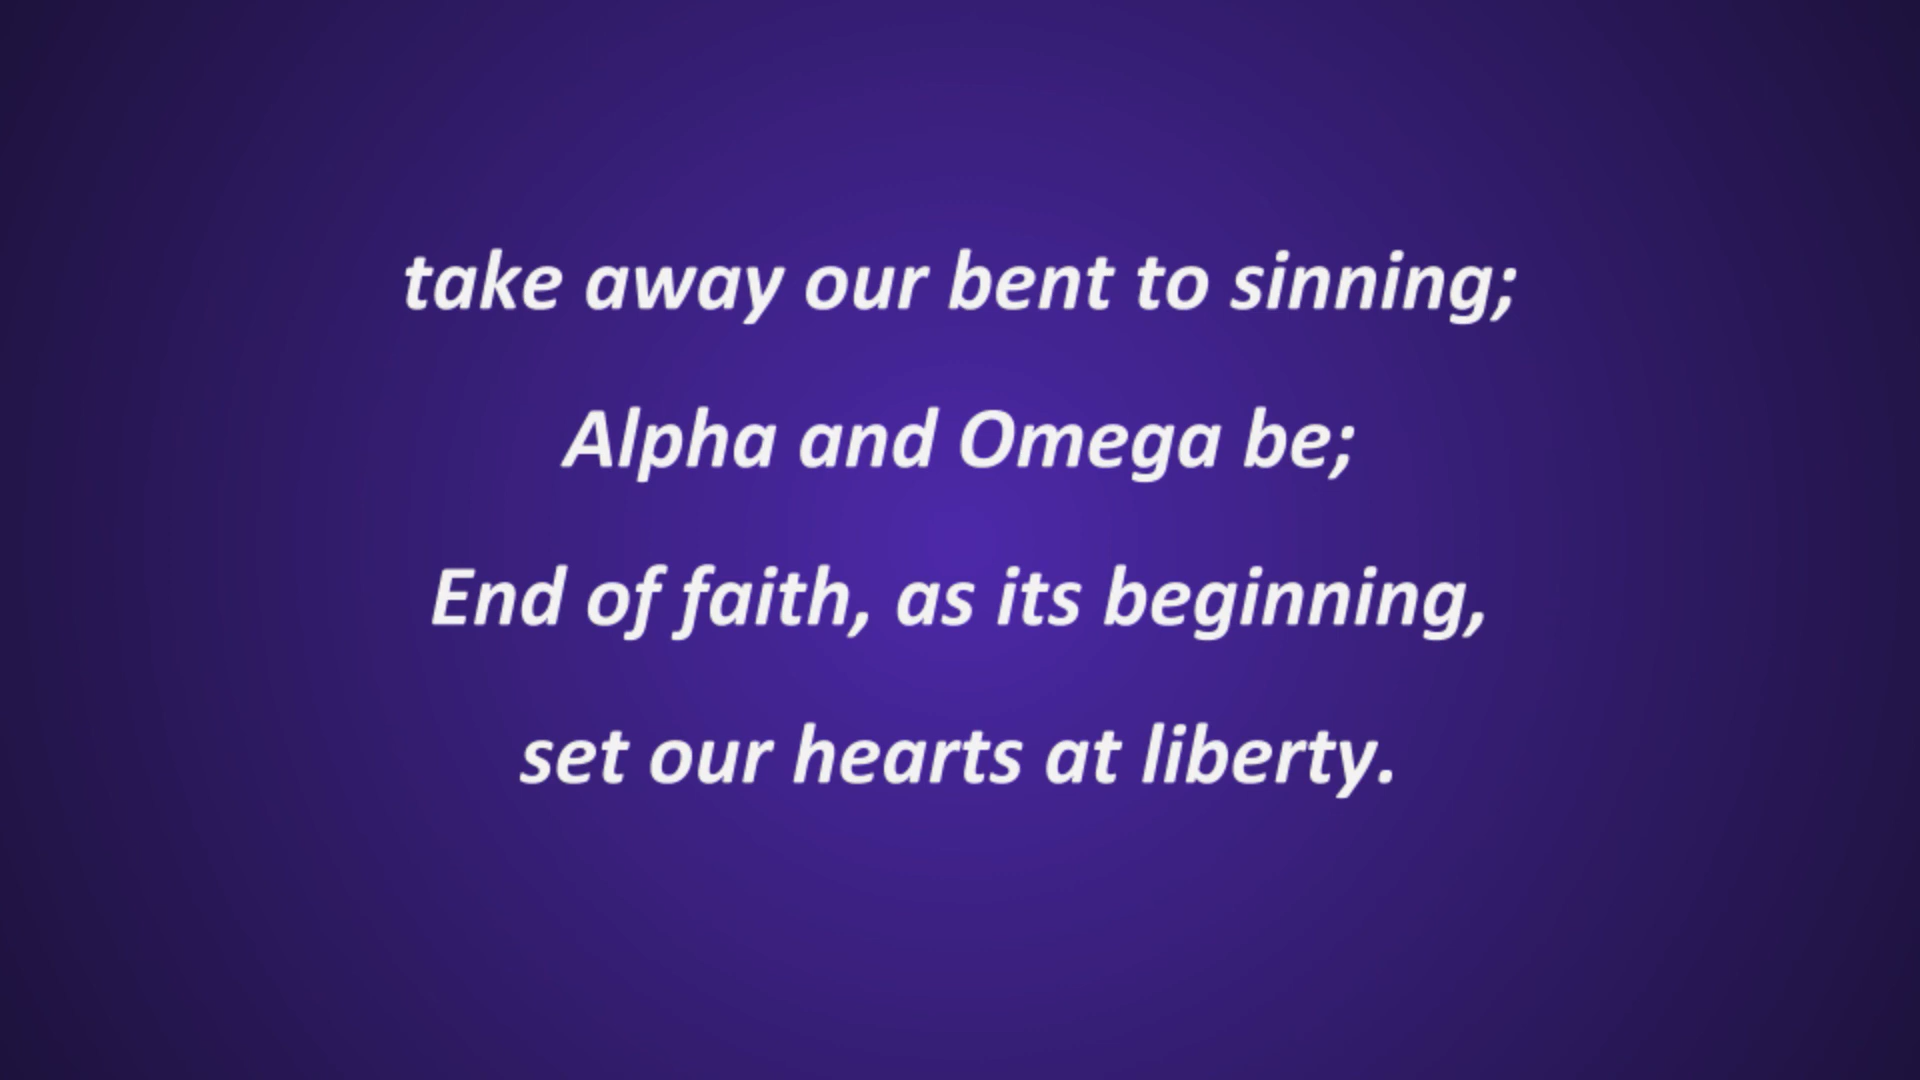 take away our bent to sinning;
Alpha and Omega be;
End of faith, as its beginning,
set our hearts at liberty.